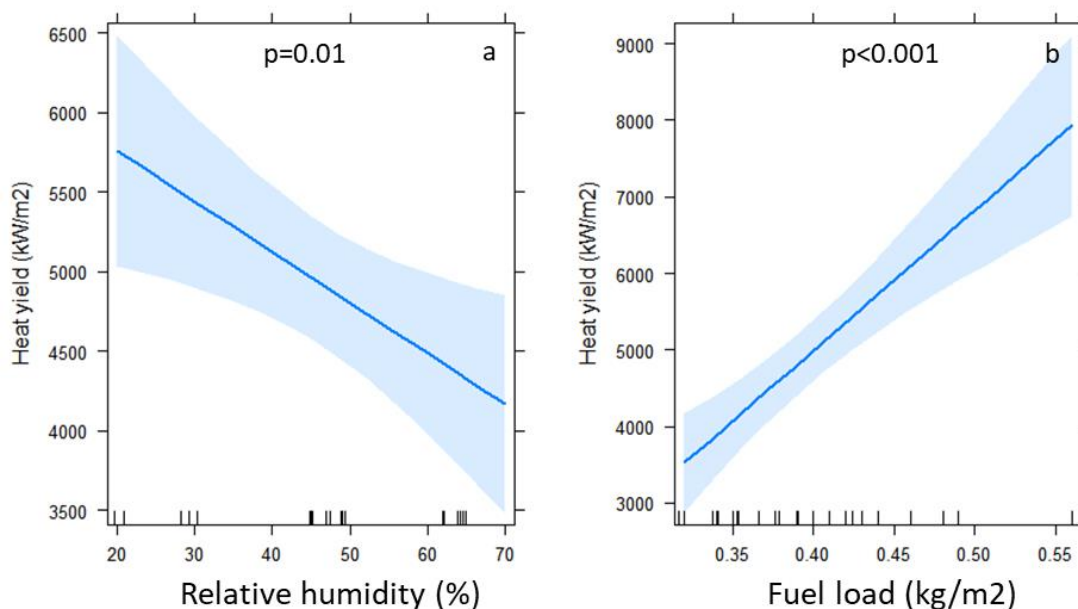 p=0.01 a
6500
6000
5500
5000
4500
4000
3500
Heat yield (kW/m2)
20 30 40 50 60 70
Relative humidity (%)
p<0.001 b
9000
8000
7000
6000
5000
4000
3000
Heat yield (kW/m2)
0.35 0.40 0.45 0.50 0.55
Fuel load (kg/m2)